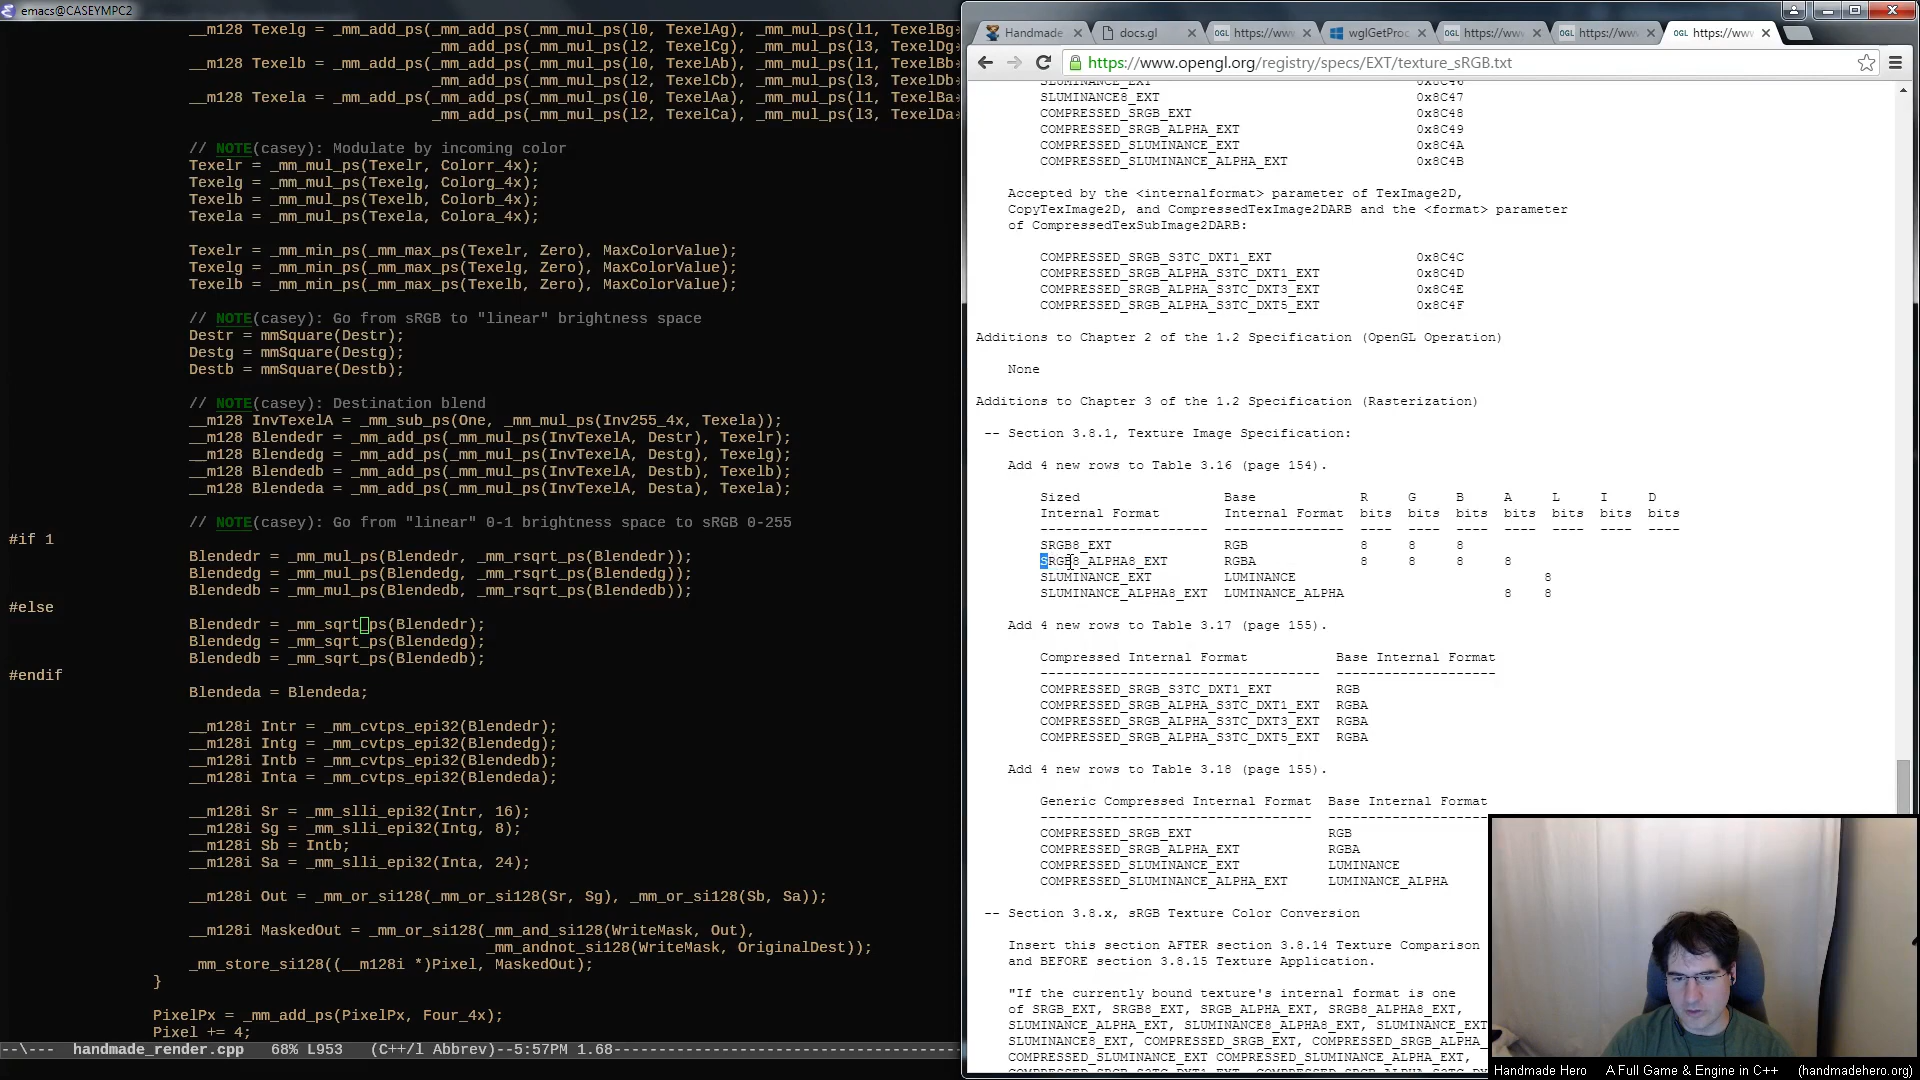 emacs@CASEYMPC2
__m128 Texelg = _mm_add_ps(_mm_add_ps(_mm_mul_ps(l0, TexelAg), _mm_mul_ps(l1, TexelBg
_mm_add_ps(_mm_mul_ps(l2, TexelCg), _mm_mul_ps(l3, TexelDg
__m128 Texelb = _mm_add_ps(_mm_add_ps(_mm_mul_ps(l0, TexelAb), _mm_mul_ps(l1, TexelBb
_mm_add_ps(_mm_mul_ps(l2, TexelCb), _mm_mul_ps(l3, TexelDb
__m128 Texela = _mm_add_ps(_mm_add_ps(_mm_mul_ps(l0, TexelAa), _mm_mul_ps(l1, TexelBa
_mm_add_ps(_mm_mul_ps(l2, TexelCa), _mm_mul_ps(l3, TexelDa
// NOTE(casey): Modulate by incoming color
Texelr = _mm_mul_ps(Texelr, Colorr_4x);
Texelg = _mm_mul_ps(Texelg, Colorg_4x);
Texelb = _mm_mul_ps(Texelb, Colorb_4x);
Texela = _mm_mul_ps(Texela, Colora_4x);
Texelr = _mm_min_ps(_mm_max_ps(Texelr, Zero), MaxColorValue);
Texelg = _mm_min_ps(_mm_max_ps(Texelg, Zero), MaxColorValue);
Texelb = _mm_min_ps(_mm_max_ps(Texelb, Zero), MaxColorValue);
// NOTE(casey): Go from sRGB to "linear" brightness space
Destr = mmSquare(Destr);
Destg = mmSquare(Destg);
Destb = mmSquare(Destb);
// NOTE(casey): Destination blend
__m128 InvTexelA = _mm_sub_ps(One, _mm_mul_ps(Inv255_4x, Texela));
__m128 Blendedr = _mm_add_ps(_mm_mul_ps(InvTexelA, Destr), Texelr);
__m128 Blendedg = _mm_add_ps(_mm_mul_ps(InvTexelA, Destg), Texelg);
__m128 Blendedb = _mm_add_ps(_mm_mul_ps(InvTexelA, Destb), Texelb);
__m128 Blendeda = _mm_add_ps(_mm_mul_ps(InvTexelA, Desta), Texela);
// NOTE(casey): Go from "linear" 0-1 brightness space to sRGB 0-255
#if 1
Blendedr = _mm_mul_ps(Blendedr, _mm_rsqrt_ps(Blendedr));
Blendedg = _mm_mul_ps(Blendedg, _mm_rsqrt_ps(Blendedg));
Blendedb = _mm_mul_ps(Blendedb, _mm_rsqrt_ps(Blendedb));
#else
Blendedr = _mm_sqrt_ps(Blendedr);
Blendedg = _mm_sqrt_ps(Blendedg);
Blendedb = _mm_sqrt_ps(Blendedb);
#endif
Blendeda = Blendeda;
__m128i Intr = _mm_cvtps_epi32(Blendedr);
__m128i Intg = _mm_cvtps_epi32(Blendedg);
__m128i Intb = _mm_cvtps_epi32(Blendedb);
__m128i Inta = _mm_cvtps_epi32(Blendeda);
__m128i Sr = _mm_slli_epi32(Intr, 16);
__m128i Sg = _mm_slli_epi32(Intg, 8);
__m128i Sb = Intb;
__m128i Sa = _mm_slli_epi32(Inta, 24);
__m128i Out = _mm_or_si128(_mm_or_si128(Sr, Sg), _mm_or_si128(Sb, Sa));
__m128i MaskedOut = _mm_or_si128(_mm_and_si128(WriteMask, Out),
_mm_andnot_si128(WriteMask, OriginalDest));
_mm_store_si128((__m128i *)Pixel, MaskedOut);
}
PixelPx = _mm_add_ps(PixelPx, Four_4x);
Pixel += 4;
--\--- handmade_render.cpp 68% L953 (C++/l Abbrev)--5:57PM 1.68
Handmade docs.gl https://www https://www wglGetProc https://www https://www https://www
https://www.opengl.org/registry/specs/EXT/texture_sRGB.txt
SLUMINANCE_EXT 0x8C46
SLUMINANCE8_EXT 0x8C47
COMPRESSED_SRGB_EXT 0x8C48
COMPRESSED_SRGB_ALPHA_EXT 0x8C49
COMPRESSED_SLUMINANCE_EXT 0x8C4A
COMPRESSED_SLUMINANCE_ALPHA_EXT 0x8C4B
Accepted by the <internalformat> parameter of TexImage2D,
CopyTexImage2D, and CompressedTexImage2DARB and the <format> parameter
of CompressedTexSubImage2DARB:
COMPRESSED_SRGB_S3TC_DXT1_EXT 0x8C4C
COMPRESSED_SRGB_ALPHA_S3TC_DXT1_EXT 0x8C4D
COMPRESSED_SRGB_ALPHA_S3TC_DXT3_EXT 0x8C4E
COMPRESSED_SRGB_ALPHA_S3TC_DXT5_EXT 0x8C4F
Additions to Chapter 2 of the 1.2 Specification (OpenGL Operation)
None
Additions to Chapter 3 of the 1.2 Specification (Rasterization)
-- Section 3.8.1, Texture Image Specification:
Add 4 new rows to Table 3.16 (page 154).
Sized Base R G B A L I D
Internal Format Internal Format bits bits bits bits bits bits bits
---------------------  --------------- ---- ---- ---- ---- ---- ---- ----
SRGB8_EXT RGB 8 8 8
SRGB8_ALPHA8_EXT RGBA 8 8 8 8
SLUMINANCE_EXT LUMINANCE 8
SLUMINANCE_ALPHA8_EXT LUMINANCE_ALPHA 8 8
Add 4 new rows to Table 3.17 (page 155).
Compressed Internal Format Base Internal Format
----------------------------------- --------------------
COMPRESSED_SRGB_S3TC_DXT1_EXT RGB
COMPRESSED_SRGB_ALPHA_S3TC_DXT1_EXT RGBA
COMPRESSED_SRGB_ALPHA_S3TC_DXT3_EXT RGBA
COMPRESSED_SRGB_ALPHA_S3TC_DXT5_EXT RGBA
Add 4 new rows to Table 3.18 (page 155).
Generic Compressed Internal Format Base Internal Format
---------------------------------- --------------------
COMPRESSED_SRGB_EXT RGB
COMPRESSED_SRGB_ALPHA_EXT RGBA
COMPRESSED_SLUMINANCE_EXT LUMINANCE
COMPRESSED_SLUMINANCE_ALPHA_EXT LUMINANCE_ALPHA
-- Section 3.8.x, sRGB Texture Color Conversion
Insert this section AFTER section 3.8.14 Texture Comparison
and BEFORE section 3.8.15 Texture Application.
"If the currently bound texture's internal format is one
of SRGB_EXT, SRGB8_EXT, SRGB_ALPHA_EXT, SRGB8_ALPHA8_EXT,
SLUMINANCE_ALPHA_EXT, SLUMINANCE8_ALPHA8_EXT, SLUMINANCE_EXT
SLUMINANCE8_EXT, COMPRESSED_SRGB_EXT, COMPRESSED_SRGB_ALPHA_
COMPRESSED_SLUMINANCE_EXT COMPRESSED_SLUMINANCE_ALPHA_EXT,
Handmade Hero A Full Game & Engine in C++ (handmadehero.org)